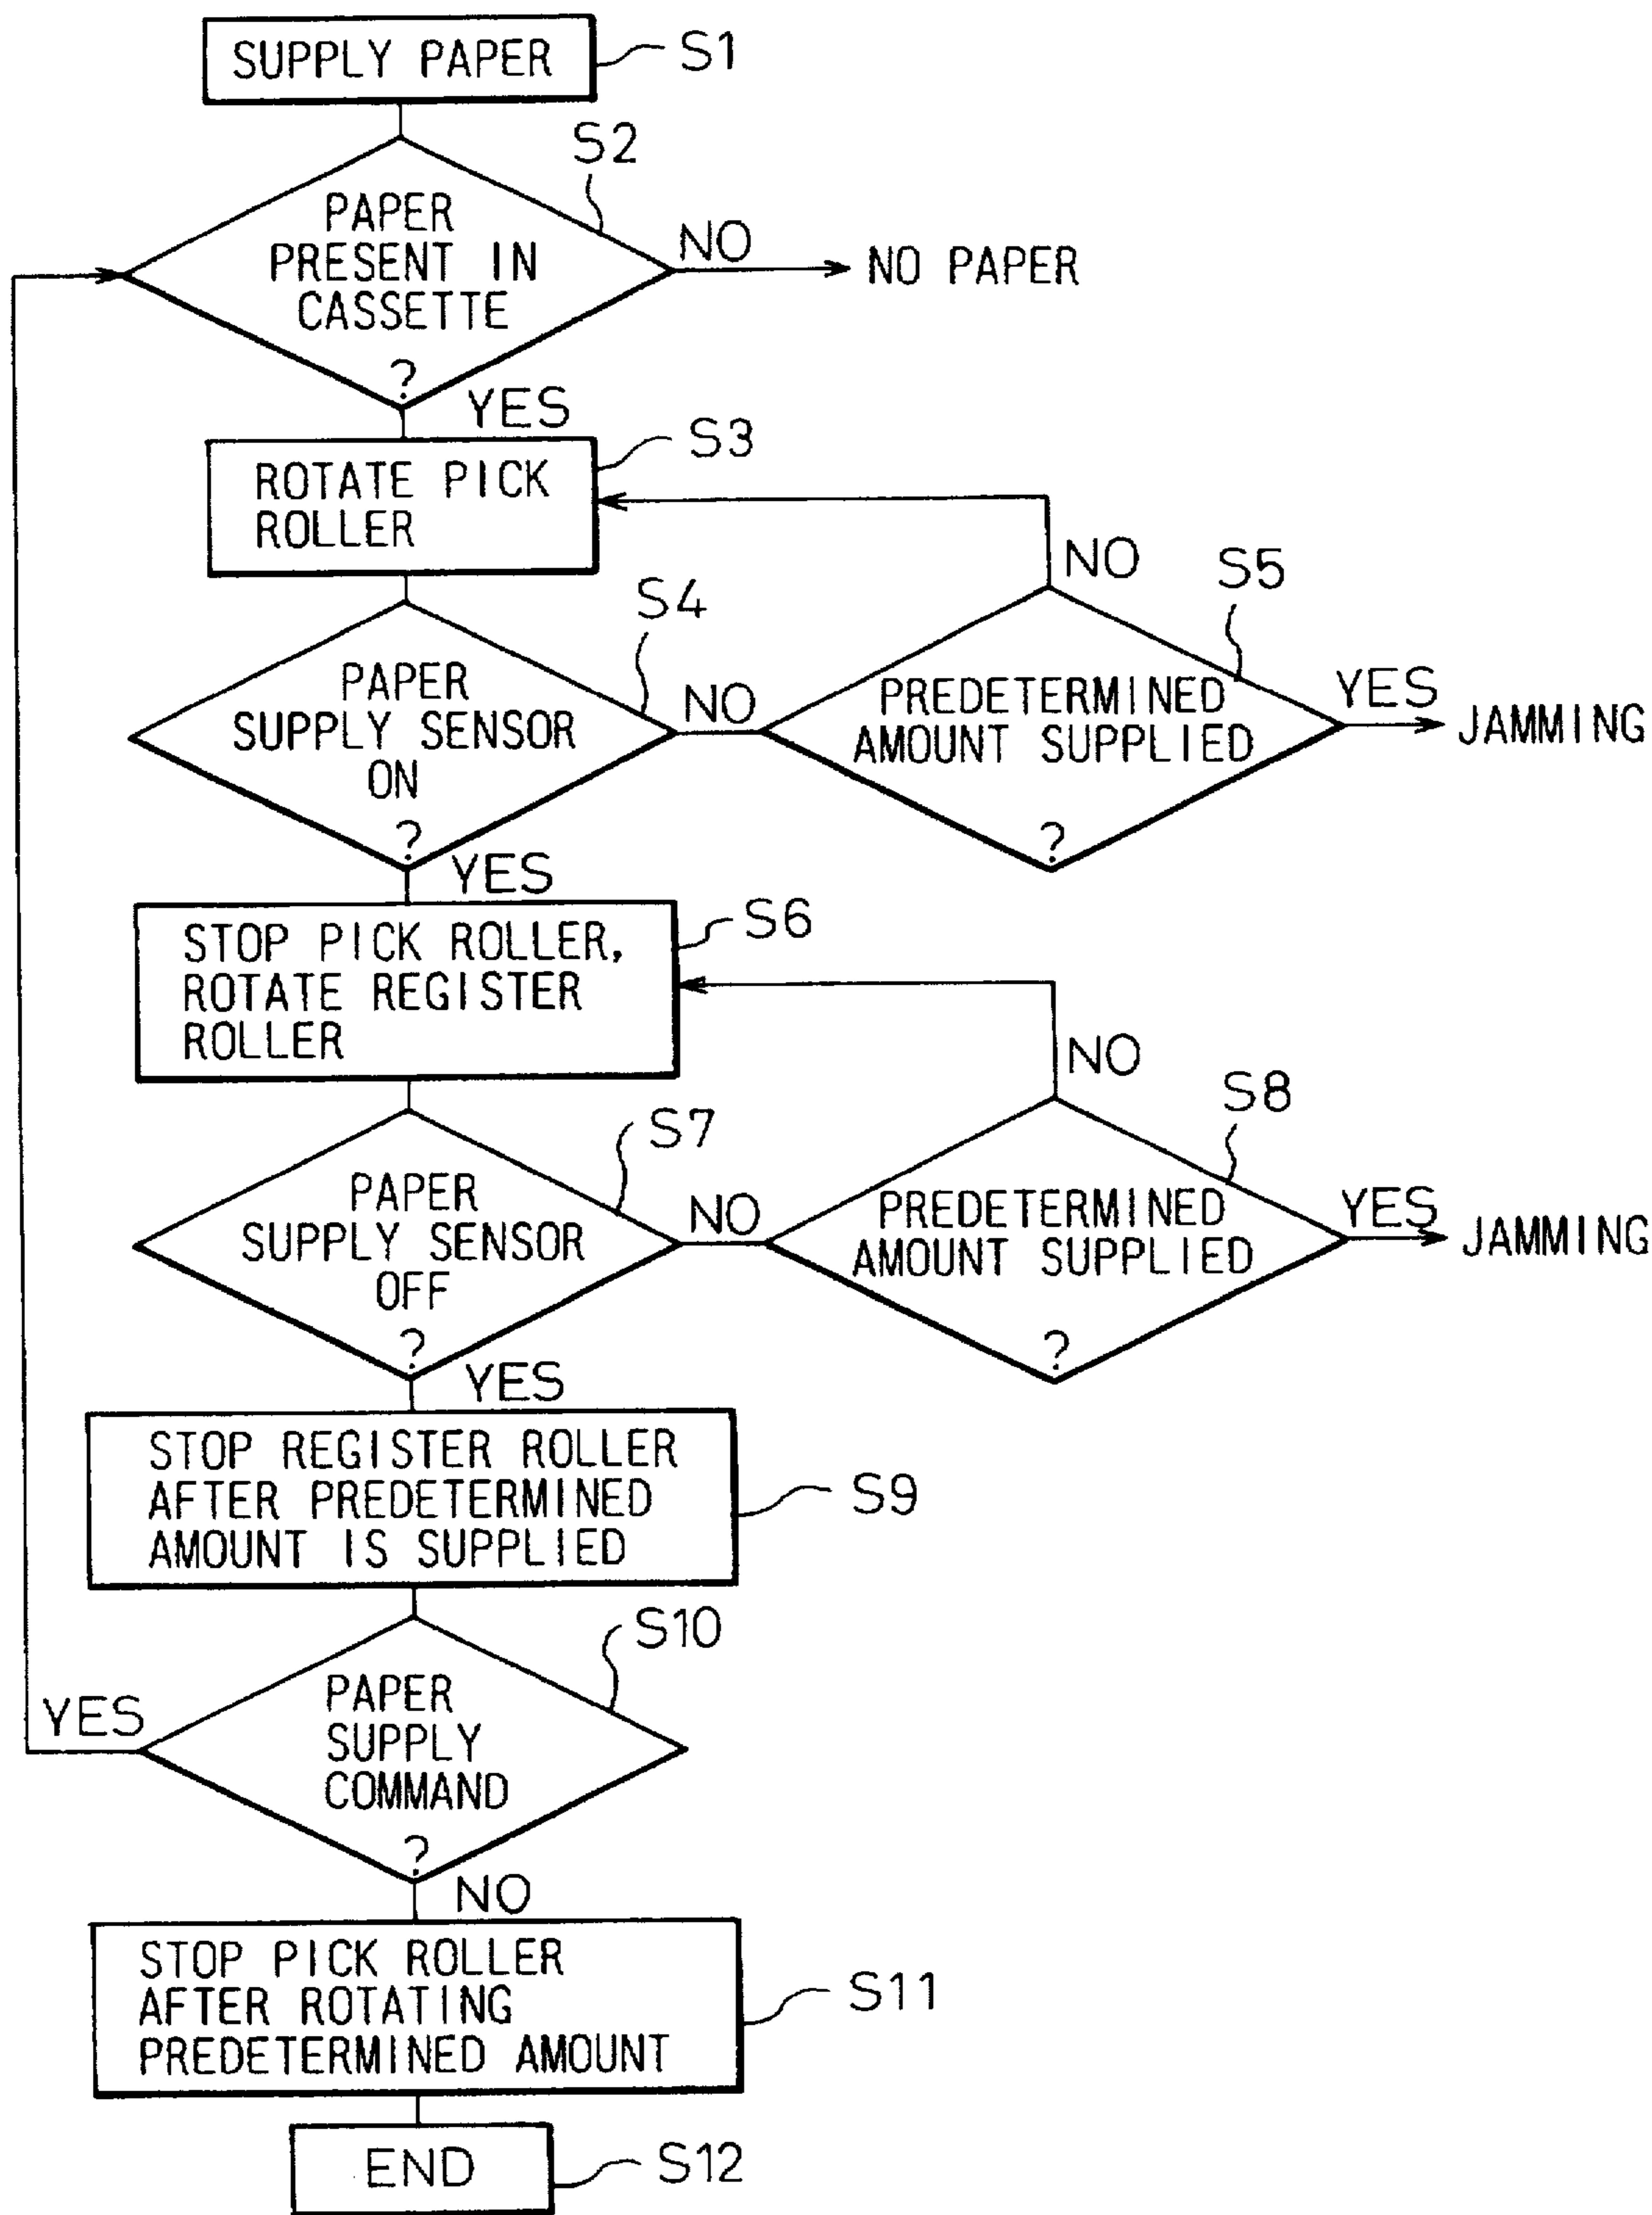 SUPPLY PAPER
S1
S2
PAPER
PRESENT IN
CASSETTE
?
NO
NO PAPER
YES
S3
ROTATE PICK
ROLLER
NO
S5
S4
PAPER
SUPPLY SENSOR
ON
?
NO
PREDETERMINED
AMOUNT SUPPLIED
?
YES
JAMMING
YES
S6
STOP PICK ROLLER,
ROTATE REGISTER
ROLLER
NO
S8
S7
PAPER
SUPPLY SENSOR
OFF
?
NO
PREDETERMINED
AMOUNT SUPPLIED
?
YES
JAMMING
YES
STOP REGISTER ROLLER
AFTER PREDETERMINED
AMOUNT IS SUPPLIED
S9
S10
PAPER
SUPPLY
COMMAND
?
YES
NO
STOP PICK ROLLER
AFTER ROTATING
PREDETERMINED AMOUNT
S11
END
S12